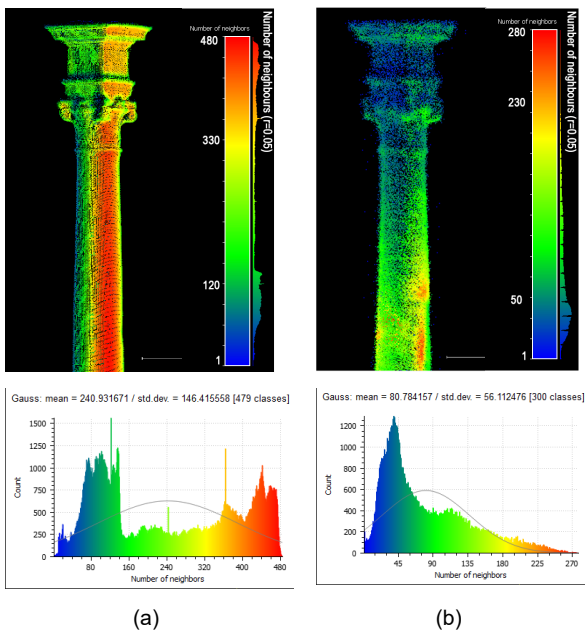 Number of neighbors
480
330
120
1
Number of neighbours (r=0.05)
Number of neighbors
280
230
50
1
Number of neighbours (r=0.05)
Gauss: mean = 240.931671 / std.dev. = 146.415558 [479 classes]
1500
1250
1000
750
500
250
0
Count
80 160 240 320 400 480
Number of neighbors
Gauss: mean = 80.784157 / std.dev. = 56.112476 [300 classes]
1200
1000
800
600
400
200
0
Count
45 90 135 180 225 270
Number of neighbors
(a) (b)